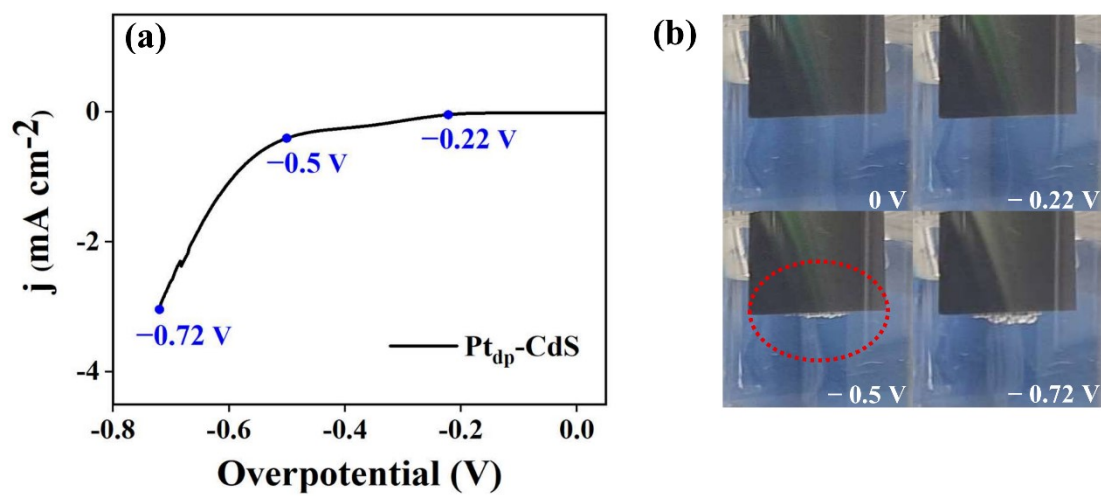 (a)
0
-2
-4
j (mA cm⁻²)
−0.22 V
−0.5 V
−0.72 V
Pt_dp-CdS
-0.8
-0.6
-0.4
-0.2
0.0
Overpotential (V)
(b)
0 V
− 0.22 V
− 0.5 V
− 0.72 V